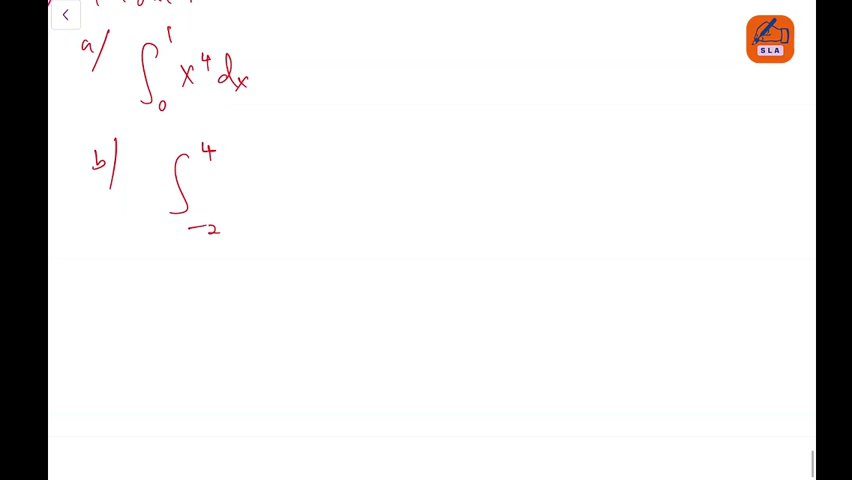 a/ ∫₀¹ x⁴ dx
b/ ∫₋₂⁴
SLA